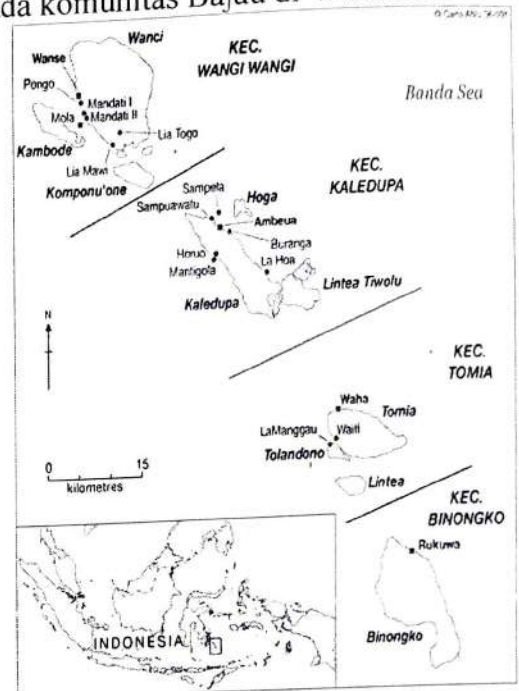 da komunitas Bajau di
Wanci
Wanse
Pongo
Mandati I
Mola
Mandati II
Lia Togo
Kambode
Lia Mawi
Komponu'one
KEC.
WANGI WANGI
Banda Sea
KEC.
KALEDUPA
Sampela
Hoga
Sampuawatu
Ambeua
Buranga
Horuo
La Hoa
Mantigola
Lintea Tiwolu
Kaledupa
N
KEC.
TOMIA
Waha
Tomia
LaManggau
Waiti
Tolandono
0 15
kilometres
Lintea
KEC.
BINONGKO
Rukuwa
Binongko
INDONESIA